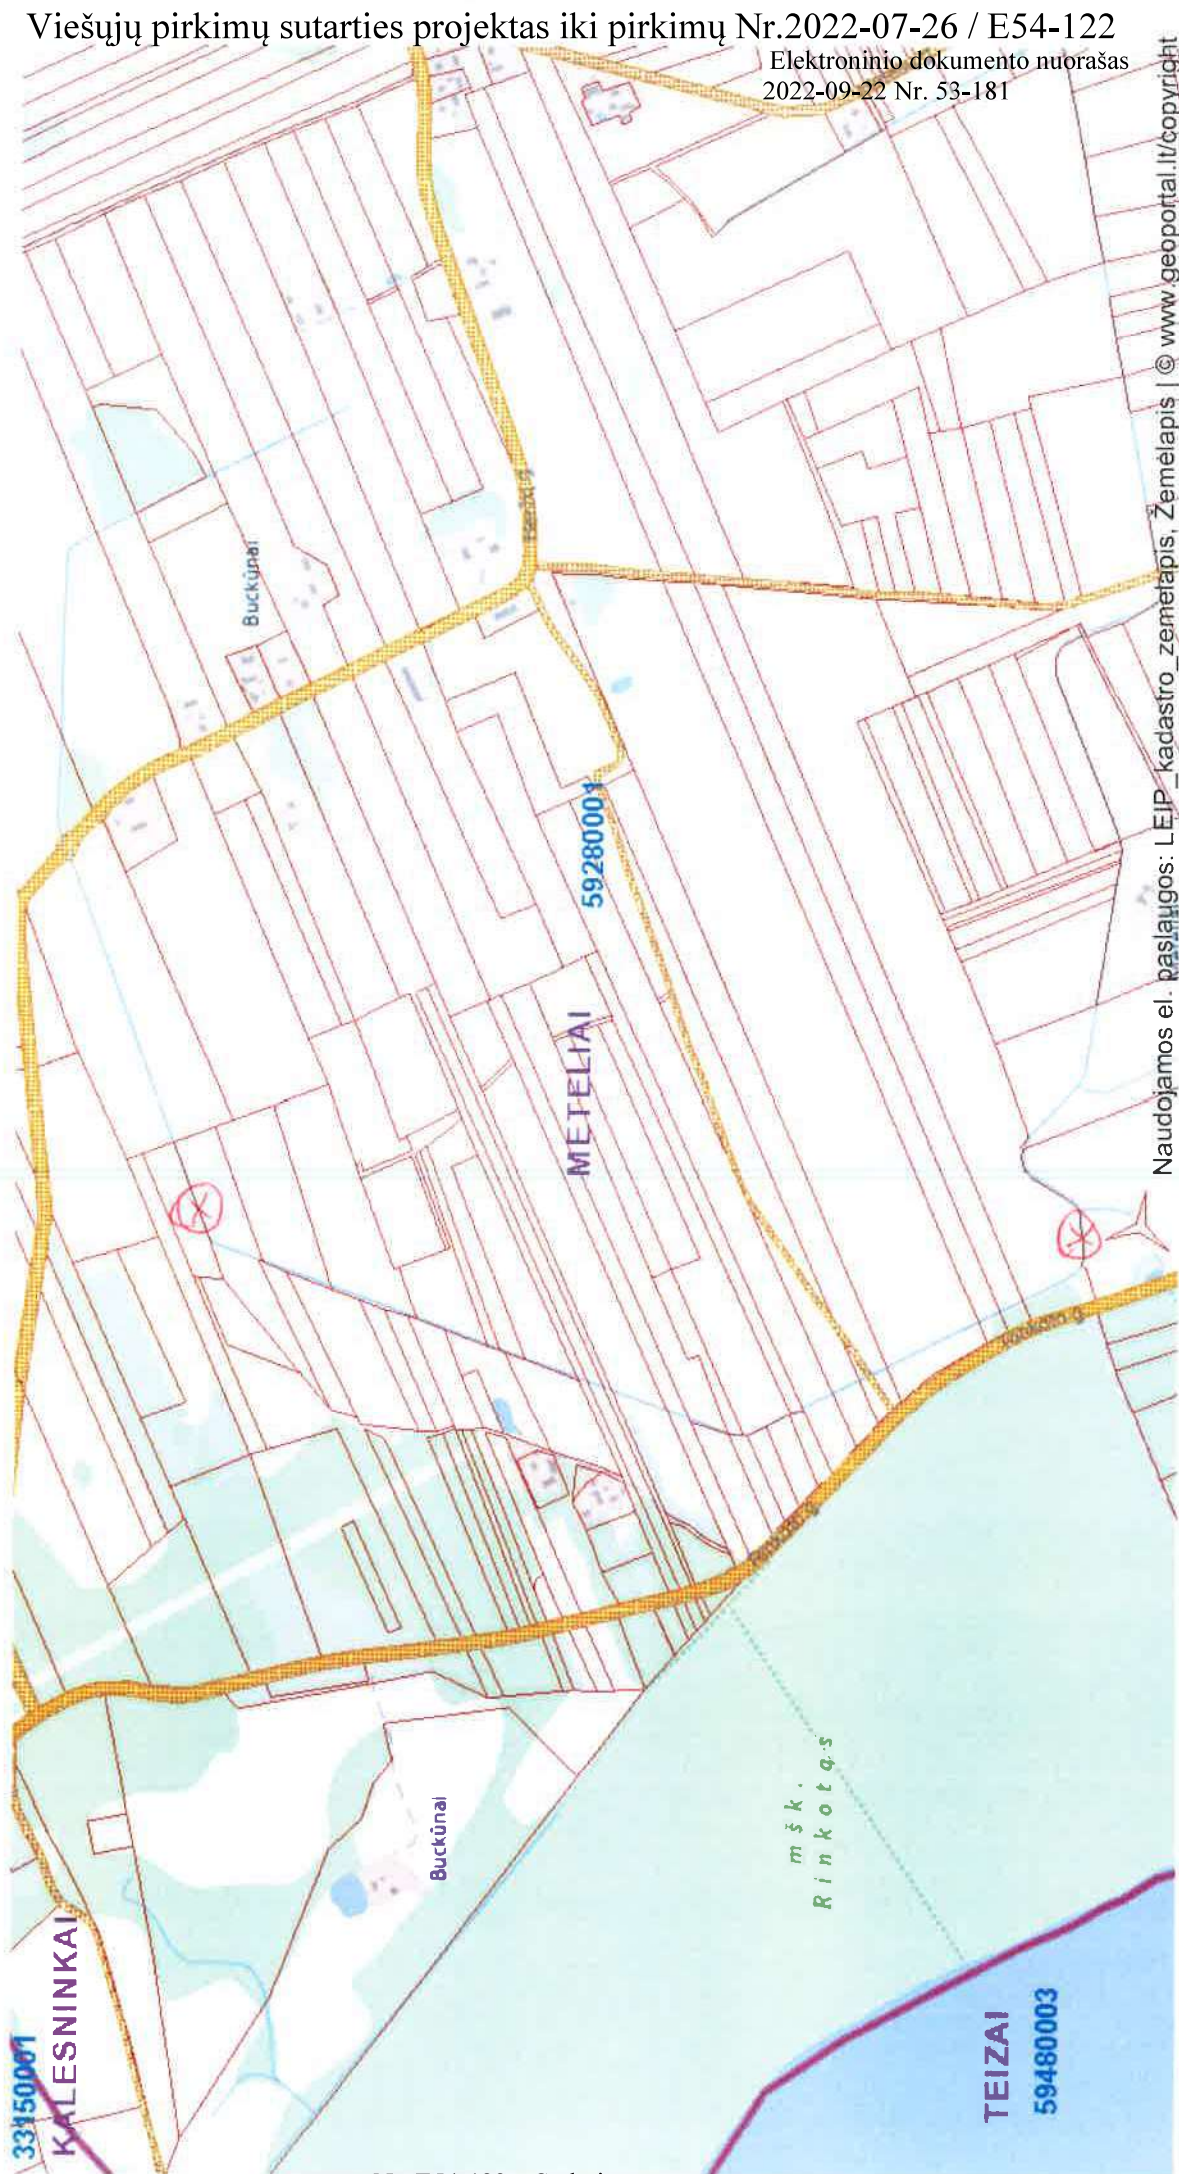 Viešųjų pirkimų sutarties projektas iki pirkimų Nr.2022-07-26 / E54-122
Elektroninio dokumento nuorašas
2022-09-22 Nr. 53-181
Naudojamos el. paslaugos: LEIP_kadastro_zemelapis, Žemėlapis | © www.geoportal.lt/copyright
Buckūnai
59280001
METELIAI
mšk.
Rinkotas
Buckūnai
33150001
KALESNINKAI
TEIZAI
59480003